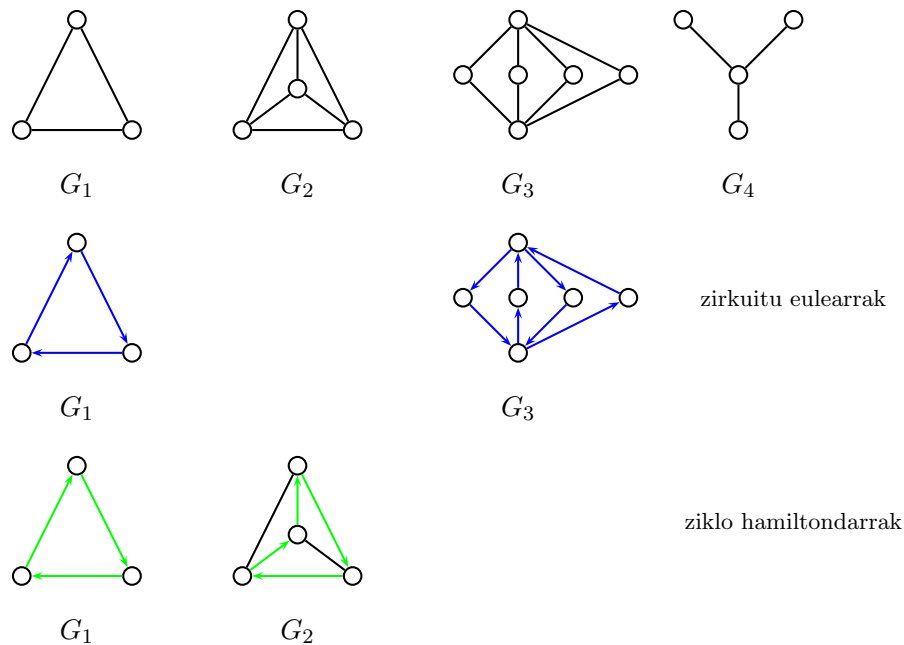 G₁ G₂ G₃ G₄
zirkuitu eulearrak
G₁ G₃
ziklo hamiltondarrak
G₁ G₂